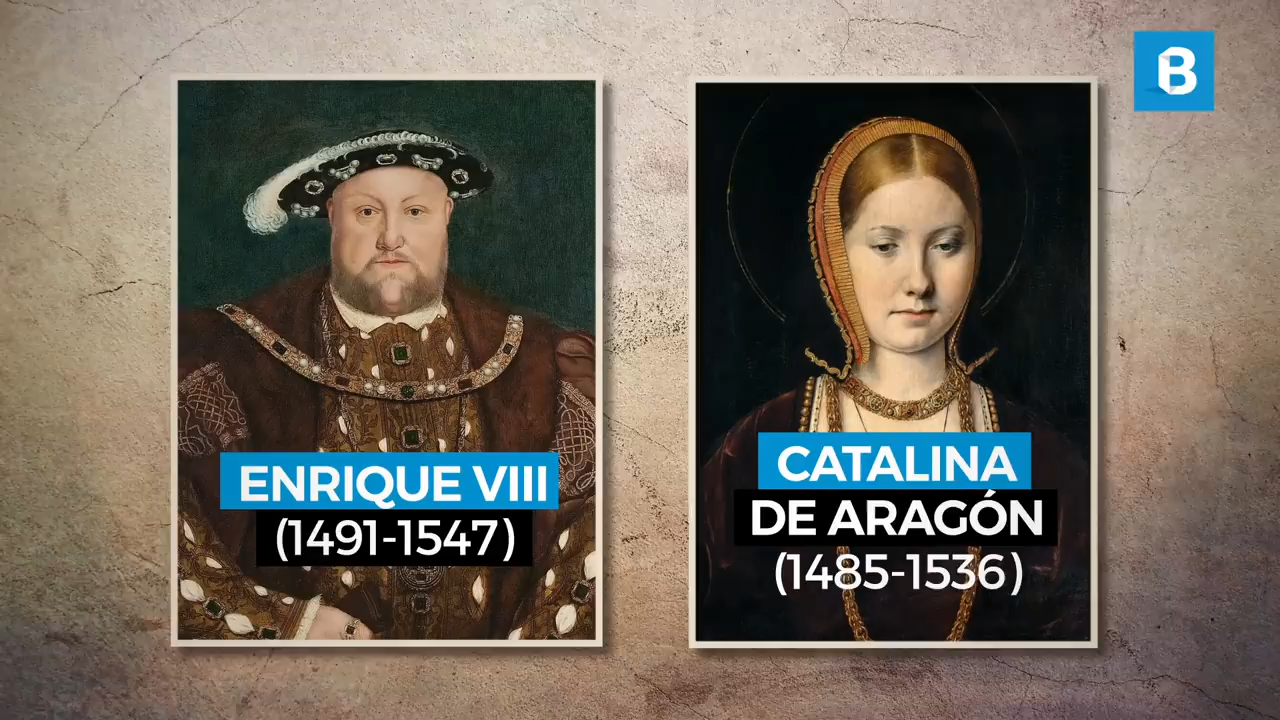 B
ENRIQUE VIII
(1491-1547)
CATALINA
DE ARAGÓN
(1485-1536)